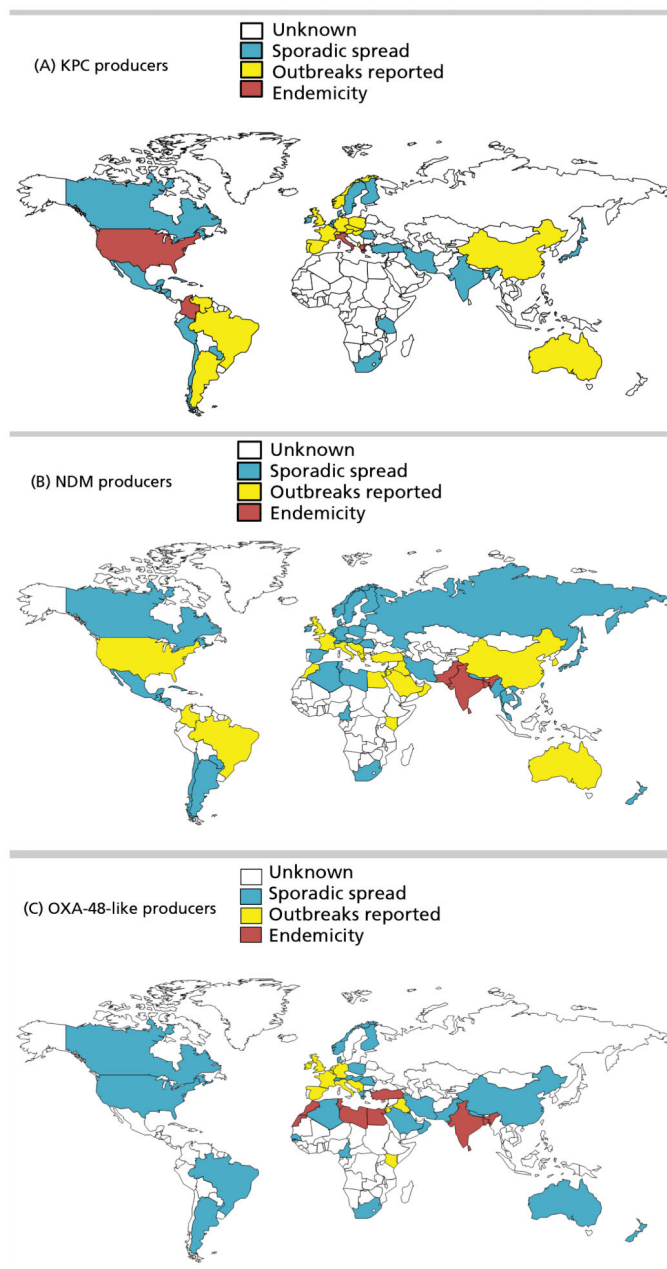 Unknown
Sporadic spread
(A) KPC producers
Outbreaks reported
Endemicity
Unknown
Sporadic spread
(B) NDM producers
Outbreaks reported
Endemicity
Unknown
Sporadic spread
(C) OXA-48-like producers
Outbreaks reported
Endemicity